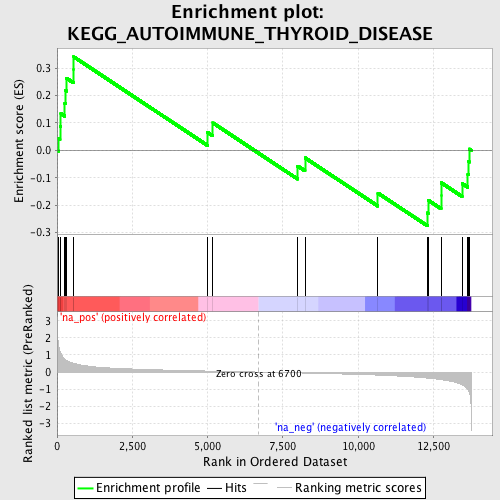 Enrichment plot:
KEGG_AUTOIMMUNE_THYROID_DISEASE
Enrichment score (ES)
0.3
0.2
0.1
0.0
-0.1
-0.2
-0.3
'na_pos' (positively correlated)
Ranked list metric (PreRanked)
3
2
1
0
-1
-2
-3
Zero cross at 6700
'na_neg' (negatively correlated)
0
2,500
5,000
7,500
10,000
12,500
Rank in Ordered Dataset
Enrichment profile
Hits
Ranking metric scores